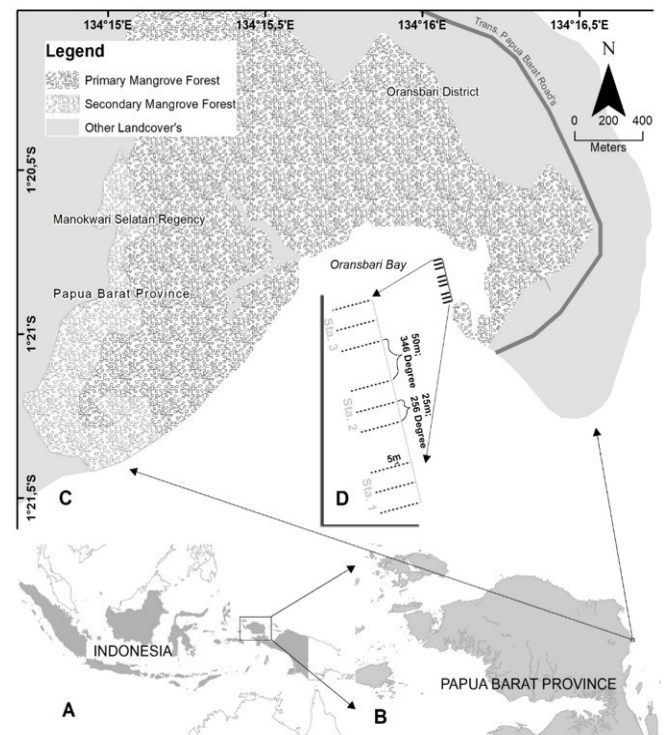 134°15'E
134°15,5'E
134°16'E
134°16,5'E
Legend
Primary Mangrove Forest
Secondary Mangrove Forest
Other Landcover's
Oransbari District
Trans. Papua Barat Road's
N
0 200 400
Meters
1°20,5'S
1°21'S
1°21,5'S
Manokwari Selatan Regency
Papua Barat Province
Oransbari Bay
Sta. 3
50m;
346 Degree
Sta. 2
25m;
256 Degree
5m
Sta. 1
C
D
INDONESIA
A
PAPUA BARAT PROVINCE
B